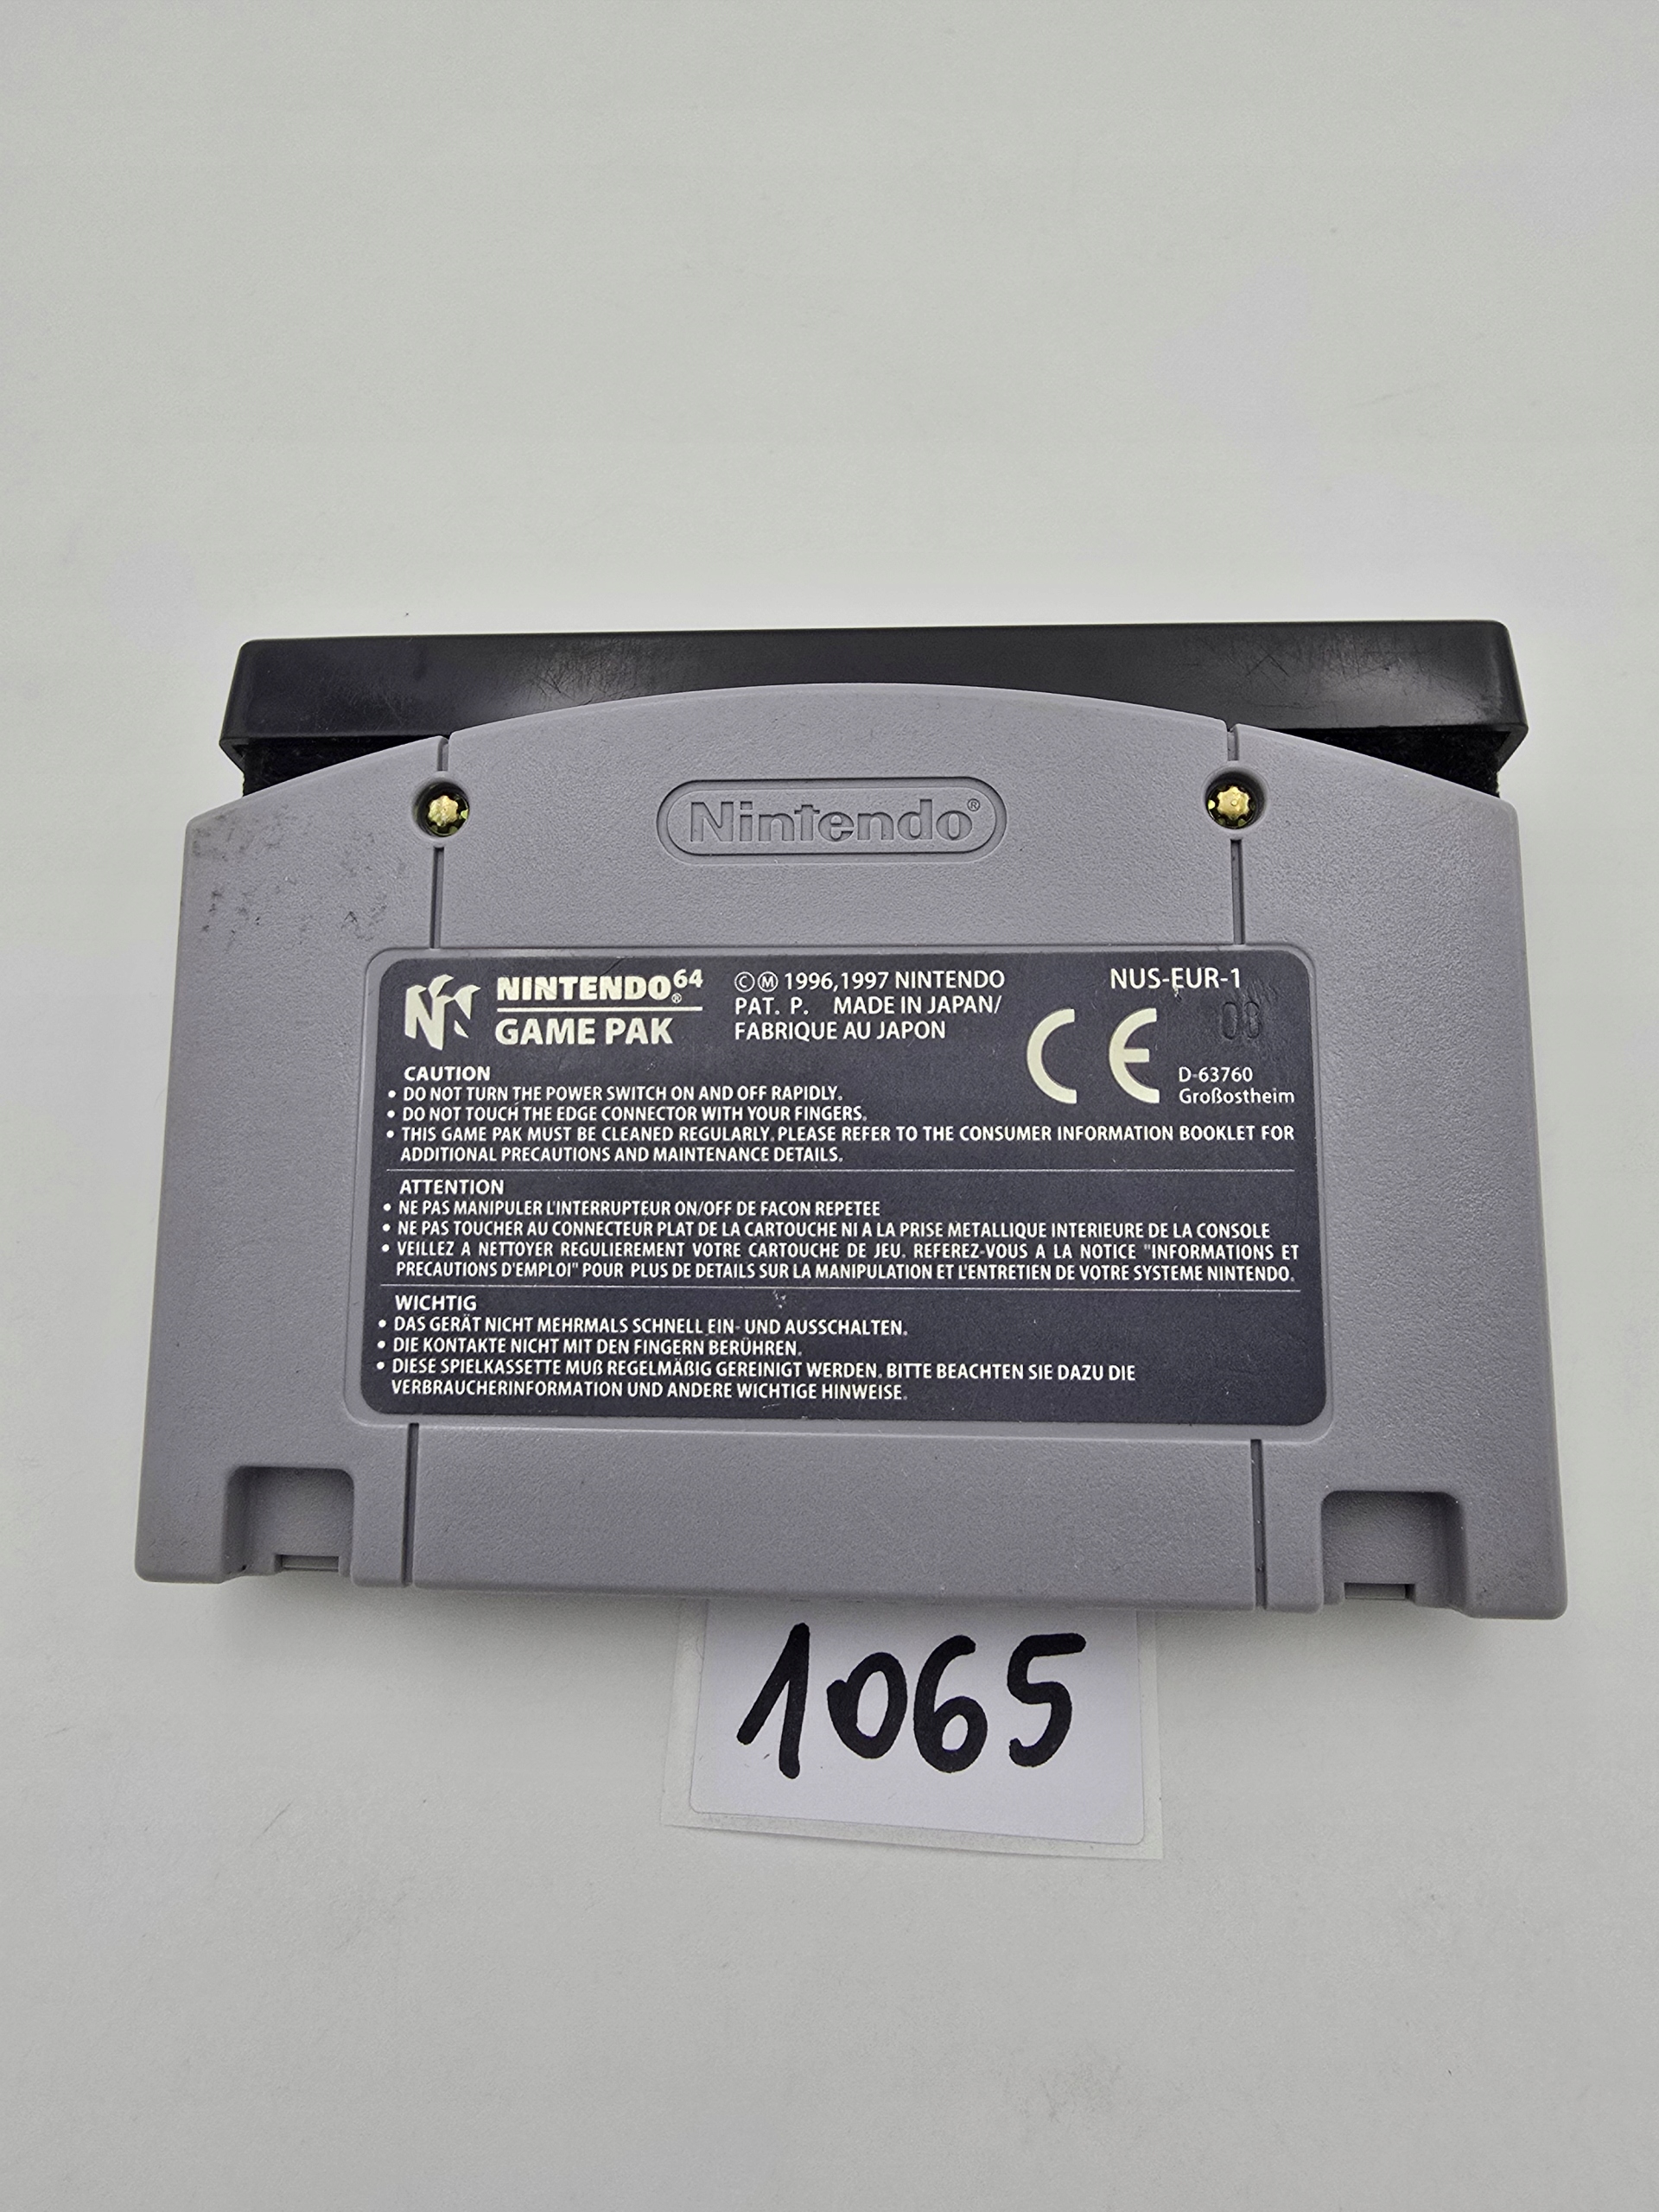 Nintendo®
NINTENDO64®
GAME PAK
©Ⓜ 1996,1997 NINTENDO
PAT. P. MADE IN JAPAN/
FABRIQUE AU JAPON
NUS-EUR-1
00
CE
D-63760
Großostheim
CAUTION
• DO NOT TURN THE POWER SWITCH ON AND OFF RAPIDLY.
• DO NOT TOUCH THE EDGE CONNECTOR WITH YOUR FINGERS.
• THIS GAME PAK MUST BE CLEANED REGULARLY. PLEASE REFER TO THE CONSUMER INFORMATION BOOKLET FOR
ADDITIONAL PRECAUTIONS AND MAINTENANCE DETAILS.
ATTENTION
• NE PAS MANIPULER L'INTERRUPTEUR ON/OFF DE FACON REPETEE
• NE PAS TOUCHER AU CONNECTEUR PLAT DE LA CARTOUCHE NI A LA PRISE METALLIQUE INTERIEURE DE LA CONSOLE
• VEILLEZ A NETTOYER REGULIEREMENT VOTRE CARTOUCHE DE JEU. REFEREZ-VOUS A LA NOTICE "INFORMATIONS ET
PRECAUTIONS D'EMPLOI" POUR PLUS DE DETAILS SUR LA MANIPULATION ET L'ENTRETIEN DE VOTRE SYSTEME NINTENDO.
WICHTIG
• DAS GERÄT NICHT MEHRMALS SCHNELL EIN- UND AUSSCHALTEN.
• DIE KONTAKTE NICHT MIT DEN FINGERN BERÜHREN.
• DIESE SPIELKASSETTE MUß REGELMÄßIG GEREINIGT WERDEN. BITTE BEACHTEN SIE DAZU DIE
VERBRAUCHERINFORMATION UND ANDERE WICHTIGE HINWEISE.
1065